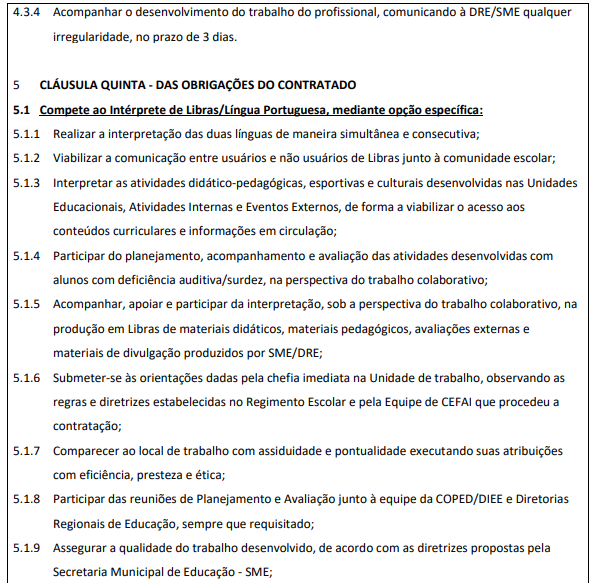 4.3.4 Acompanhar o desenvolvimento do trabalho do profissional, comunicando à DRE/SME qualquer
irregularidade, no prazo de 3 dias.
5 CLÁUSULA QUINTA - DAS OBRIGAÇÕES DO CONTRATADO
5.1 Compete ao Intérprete de Libras/Língua Portuguesa, mediante opção específica:
5.1.1 Realizar a interpretação das duas línguas de maneira simultânea e consecutiva;
5.1.2 Viabilizar a comunicação entre usuários e não usuários de Libras junto à comunidade escolar;
5.1.3 Interpretar as atividades didático-pedagógicas, esportivas e culturais desenvolvidas nas Unidades
Educacionais, Atividades Internas e Eventos Externos, de forma a viabilizar o acesso aos
conteúdos curriculares e informações em circulação;
5.1.4 Participar do planejamento, acompanhamento e avaliação das atividades desenvolvidas com
alunos com deficiência auditiva/surdez, na perspectiva do trabalho colaborativo;
5.1.5 Acompanhar, apoiar e participar da interpretação, sob a perspectiva do trabalho colaborativo, na
produção em Libras de materiais didáticos, materiais pedagógicos, avaliações externas e
materiais de divulgação produzidos por SME/DRE;
5.1.6 Submeter-se às orientações dadas pela chefia imediata na Unidade de trabalho, observando as
regras e diretrizes estabelecidas no Regimento Escolar e pela Equipe de CEFAI que procedeu a
contratação;
5.1.7 Comparecer ao local de trabalho com assiduidade e pontualidade executando suas atribuições
com eficiência, presteza e ética;
5.1.8 Participar das reuniões de Planejamento e Avaliação junto à equipe da COPED/DIEE e Diretorias
Regionais de Educação, sempre que requisitado;
5.1.9 Assegurar a qualidade do trabalho desenvolvido, de acordo com as diretrizes propostas pela
Secretaria Municipal de Educação - SME;